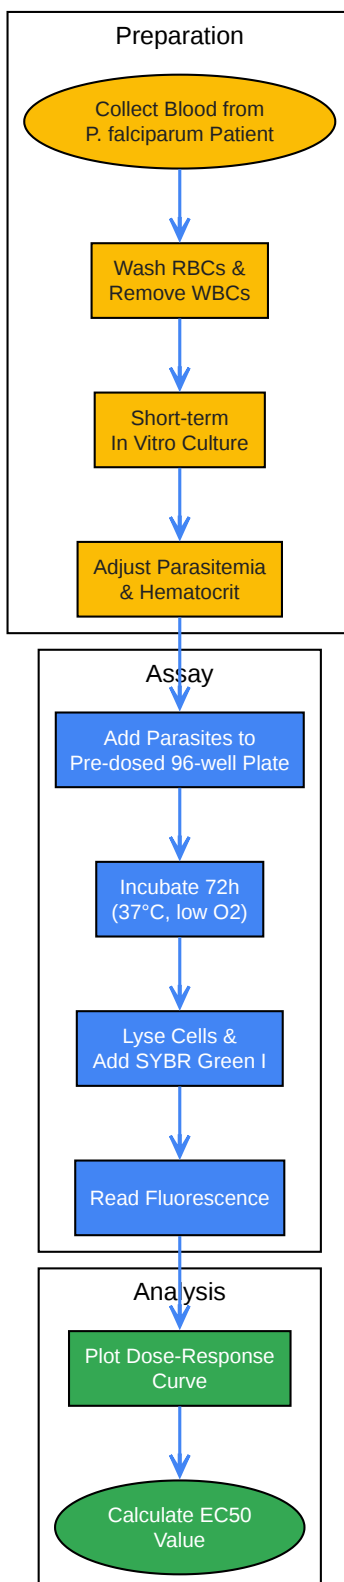 Preparation
Collect Blood from
P. falciparum Patient
Wash RBCs &
Remove WBCs
Short-term
In Vitro Culture
Adjust Parasitemia
& Hematocrit
Assay
Add Parasites to
Pre-dosed 96-well Plate
Incubate 72h
(37°C, low O2)
Lyse Cells &
Add SYBR Green I
Read Fluorescence
Analysis
Plot Dose-Response
Curve
Calculate EC50
Value